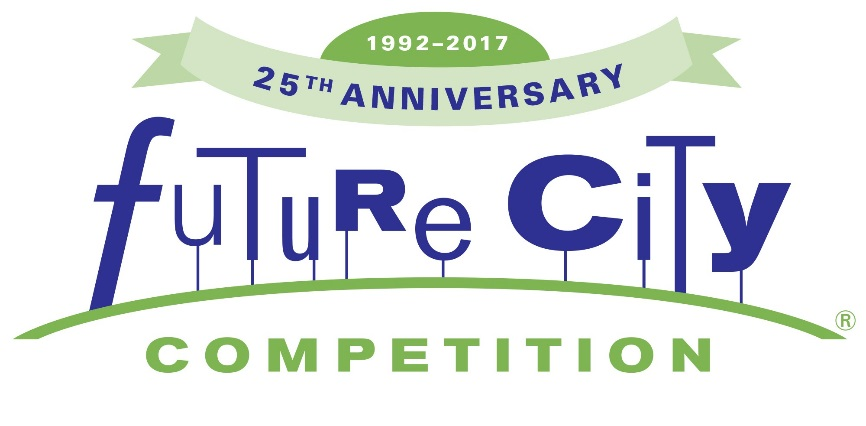 1992–2017
25TH ANNIVERSARY
fuTuRe CiTy
®
COMPETITION